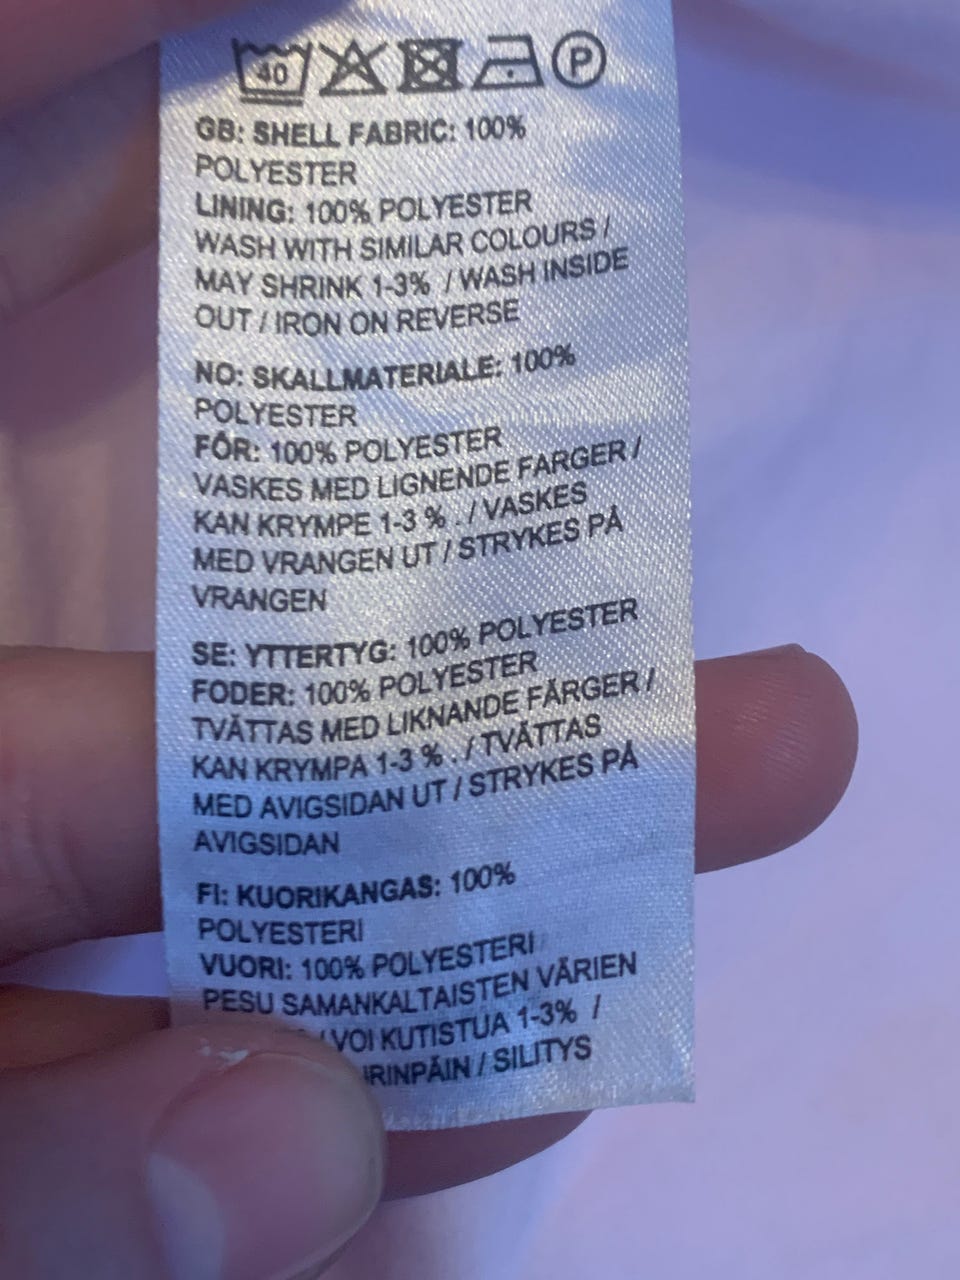 40 P
GB: SHELL FABRIC: 100%
POLYESTER
LINING: 100% POLYESTER
WASH WITH SIMILAR COLOURS /
MAY SHRINK 1-3% / WASH INSIDE
OUT / IRON ON REVERSE
NO: SKALLMATERIALE: 100%
POLYESTER
FÔR: 100% POLYESTER
VASKES MED LIGNENDE FARGER /
KAN KRYMPE 1-3 % . / VASKES
MED VRANGEN UT / STRYKES PÅ
VRANGEN
SE: YTTERTYG: 100% POLYESTER
FODER: 100% POLYESTER
TVÄTTAS MED LIKNANDE FÄRGER /
KAN KRYMPA 1-3 % . / TVÄTTAS
MED AVIGSIDAN UT / STRYKES PÅ
AVIGSIDAN
FI: KUORIKANGAS: 100%
POLYESTERI
VUORI: 100% POLYESTERI
PESU SAMANKALTAISTEN VÄRIEN
/ VOI KUTISTUA 1-3% /
/ SILITYS